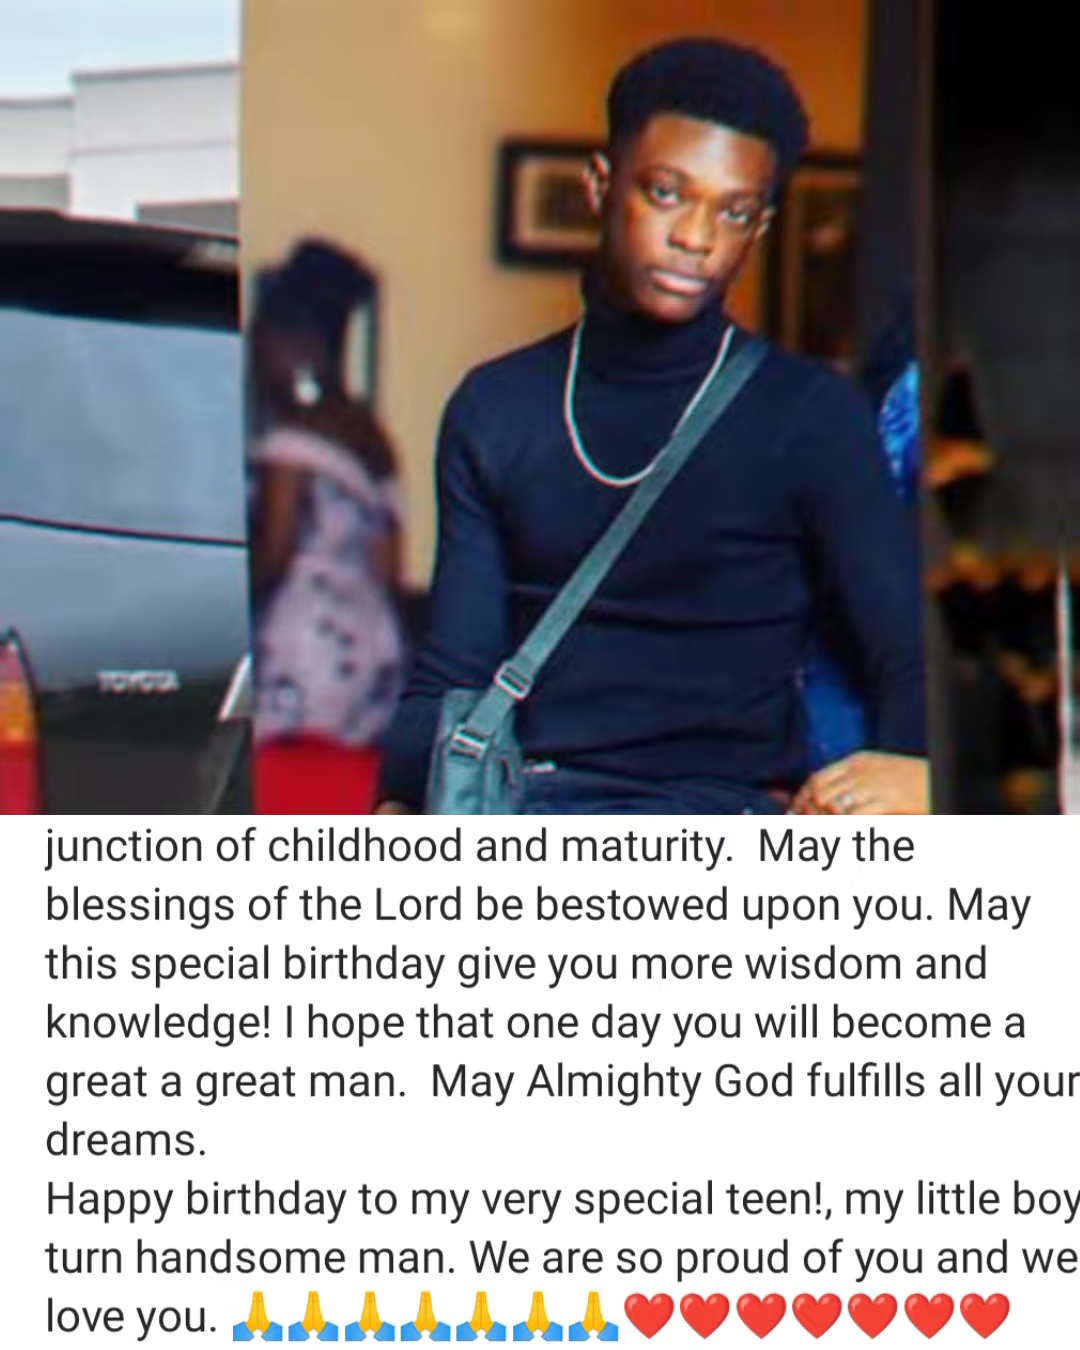 TOYOTA
junction of childhood and maturity.  May the
blessings of the Lord be bestowed upon you. May
this special birthday give you more wisdom and
knowledge! I hope that one day you will become a
great a great man.  May Almighty God fulfills all your
dreams.
Happy birthday to my very special teen!, my little boy
turn handsome man. We are so proud of you and we
love you. 🙏🙏🙏🙏🙏🙏🙏❤️❤️❤️❤️❤️❤️❤️